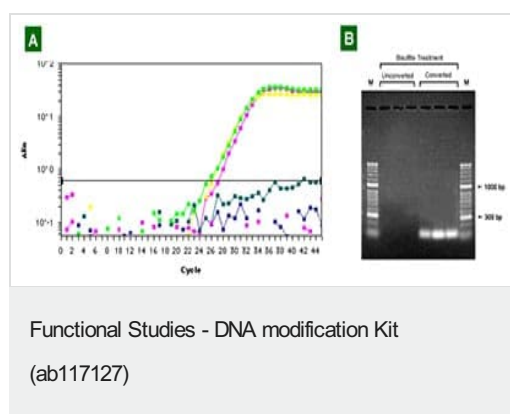 A
B
Bisulfite Treatment
Unconverted Converted
M M
10^2
10^1
10^0
10^-1
1000 bp
300 bp
0 2 4 6 8 10 12 14 16 18 20 22 24 26 28 30 32 34 36 38 40 42 44
Cycle
Functional Studies - DNA modification Kit
(ab117127)